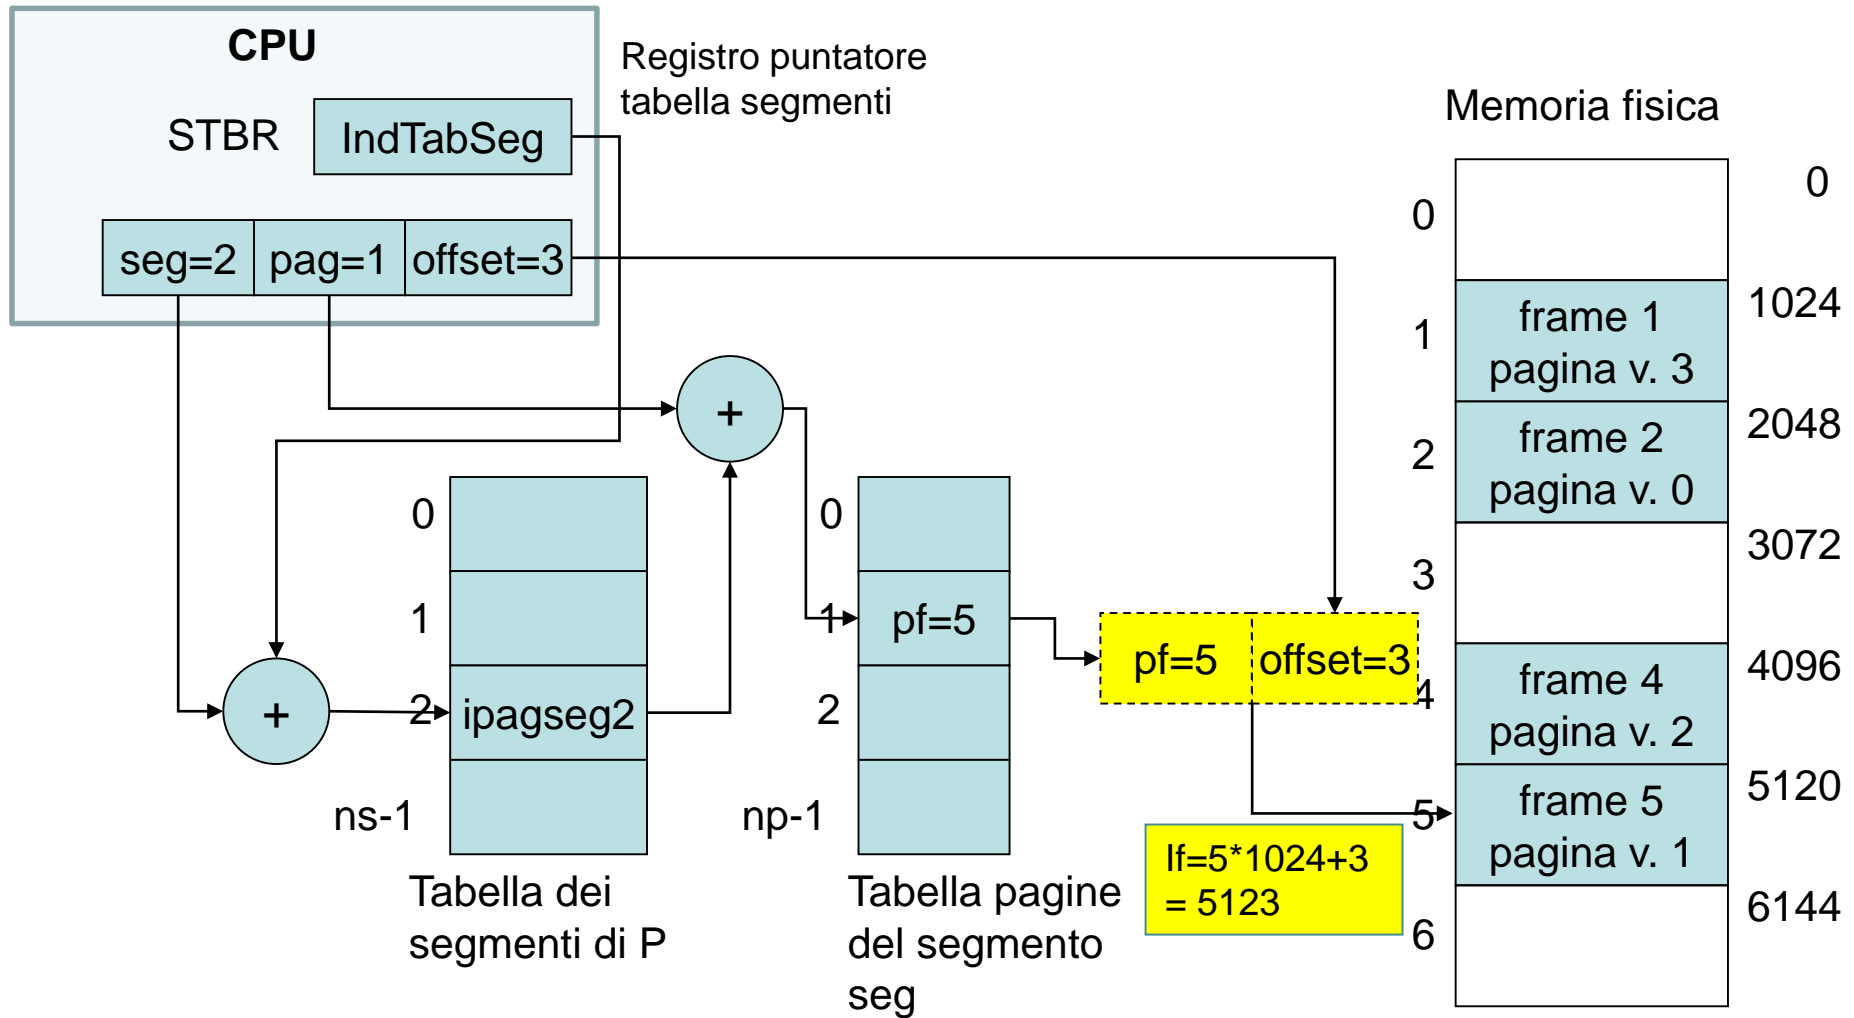 CPU
Registro puntatore
tabella segmenti
STBR
IndTabSeg
seg=2
pag=1
offset=3
+
+
0
1
2
ns-1
ipagseg2
Tabella dei
segmenti di P
0
1
2
np-1
pf=5
Tabella pagine
del segmento
seg
pf=5
offset=3
If=5*1024+3
= 5123
Memoria fisica
0
0
1
frame 1
pagina v. 3
1024
2
frame 2
pagina v. 0
2048
3
3072
4
frame 4
pagina v. 2
4096
5
frame 5
pagina v. 1
5120
6
6144